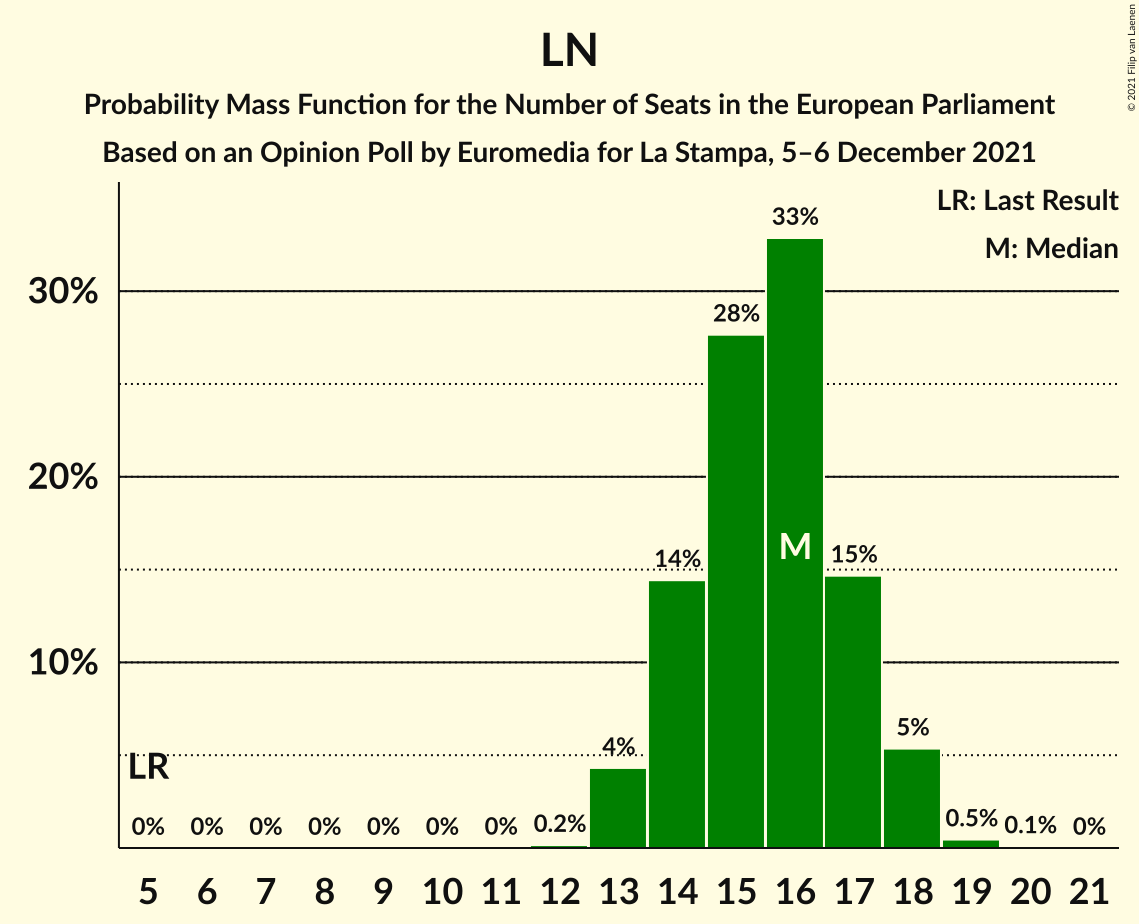 LN
Probability Mass Function for the Number of Seats in the European Parliament
Based on an Opinion Poll by Euromedia for La Stampa, 5–6 December 2021
© 2021 Filip van Laenen
LR: Last Result
M: Median
33%
30%
28%
20%
M
14%
15%
10%
5%
4%
LR
0% 0% 0% 0% 0% 0% 0% 0.2% 0.5% 0.1% 0%
5 6 7 8 9 10 11 12 13 14 15 16 17 18 19 20 21